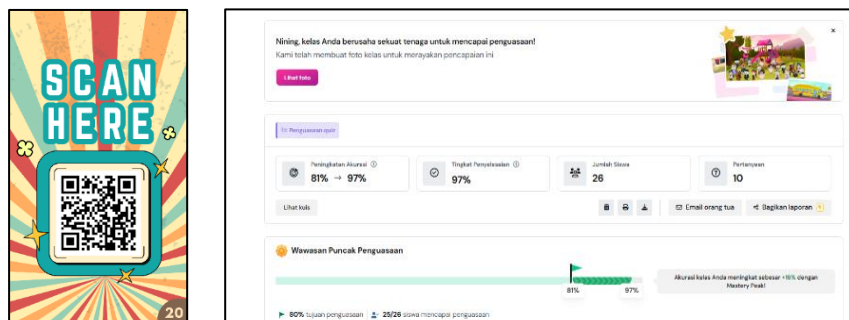 SCAN
HERE
20
Nining, kelas Anda berusaha sekuat tenaga untuk mencapai penguasaan!
Kami telah membuat foto kelas untuk merayakan pencapaian ini
Lihat foto
Penguasaan quiz
Peningkatan Akurasi
81% → 97%
Tingkat Penyelesaian
97%
Jumlah Siswa
26
Pertanyaan
10
Lihat kuis
Email orang tua
Bagikan laporan
Wawasan Puncak Penguasaan
81%
97%
Akurasi kelas Anda meningkat sebesar +16% dengan
Mastery Peak!
80% tujuan penguasaan
25/26 siswa mencapai penguasaan